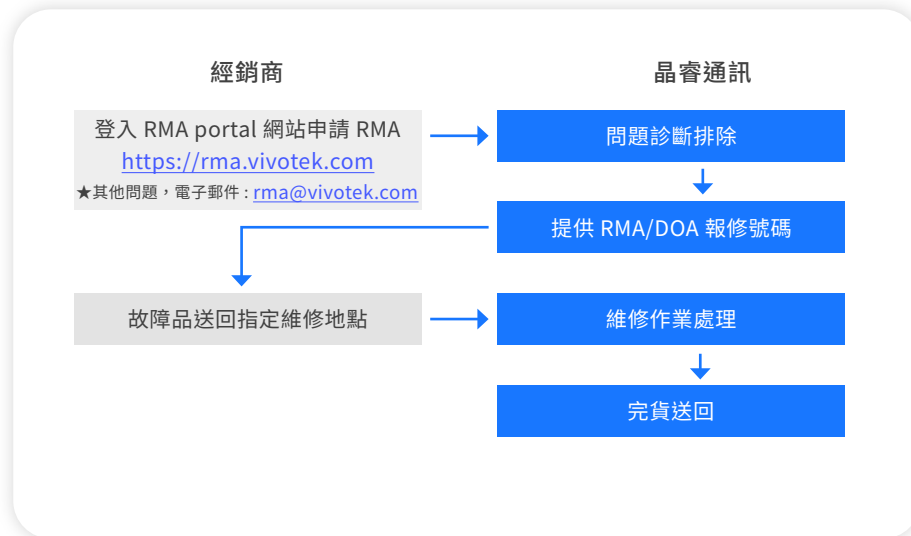 經銷商
晶睿通訊
登入 RMA portal 網站申請 RMA
https://rma.vivotek.com
★其他問題，電子郵件 : rma@vivotek.com
問題診斷排除
提供 RMA/DOA 報修號碼
故障品送回指定維修地點
維修作業處理
完貨送回